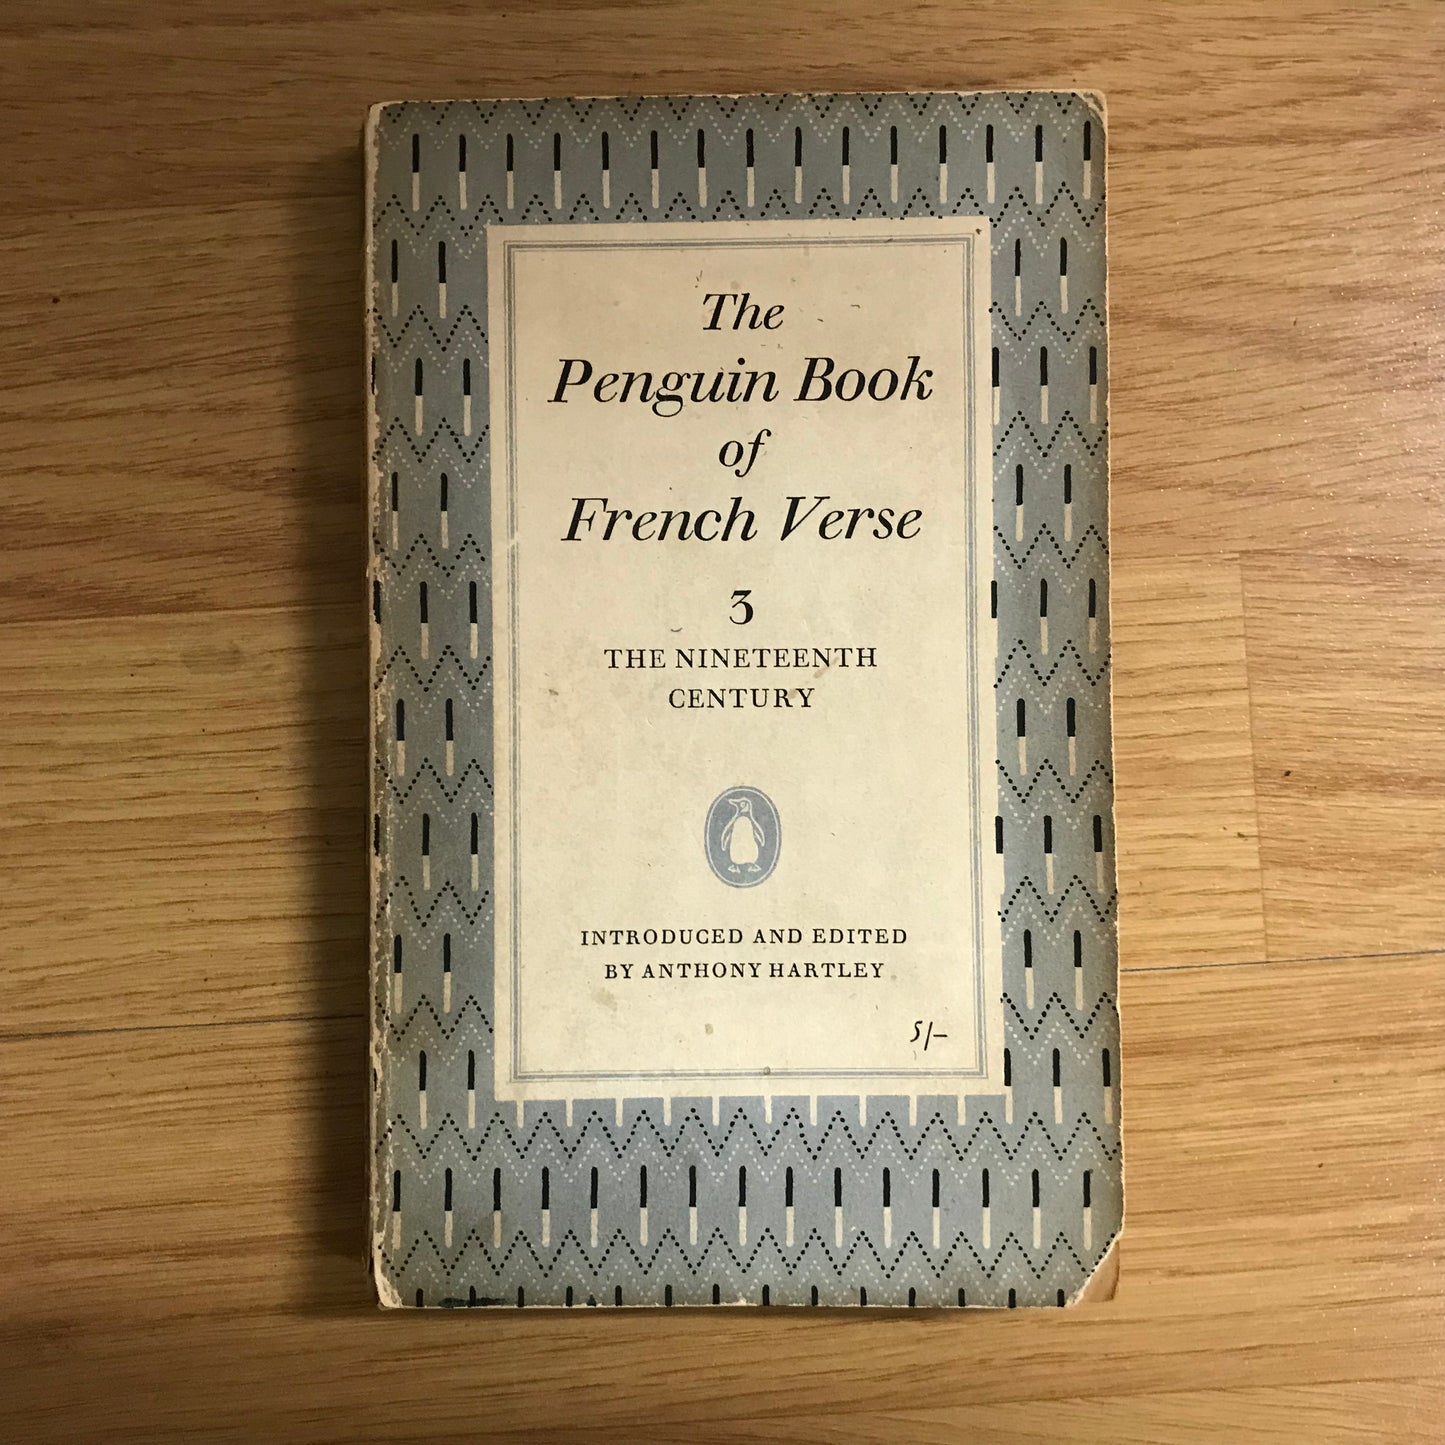 The
Penguin Book
of
French Verse
3
THE NINETEENTH
CENTURY
INTRODUCED AND EDITED
BY ANTHONY HARTLEY
5/-